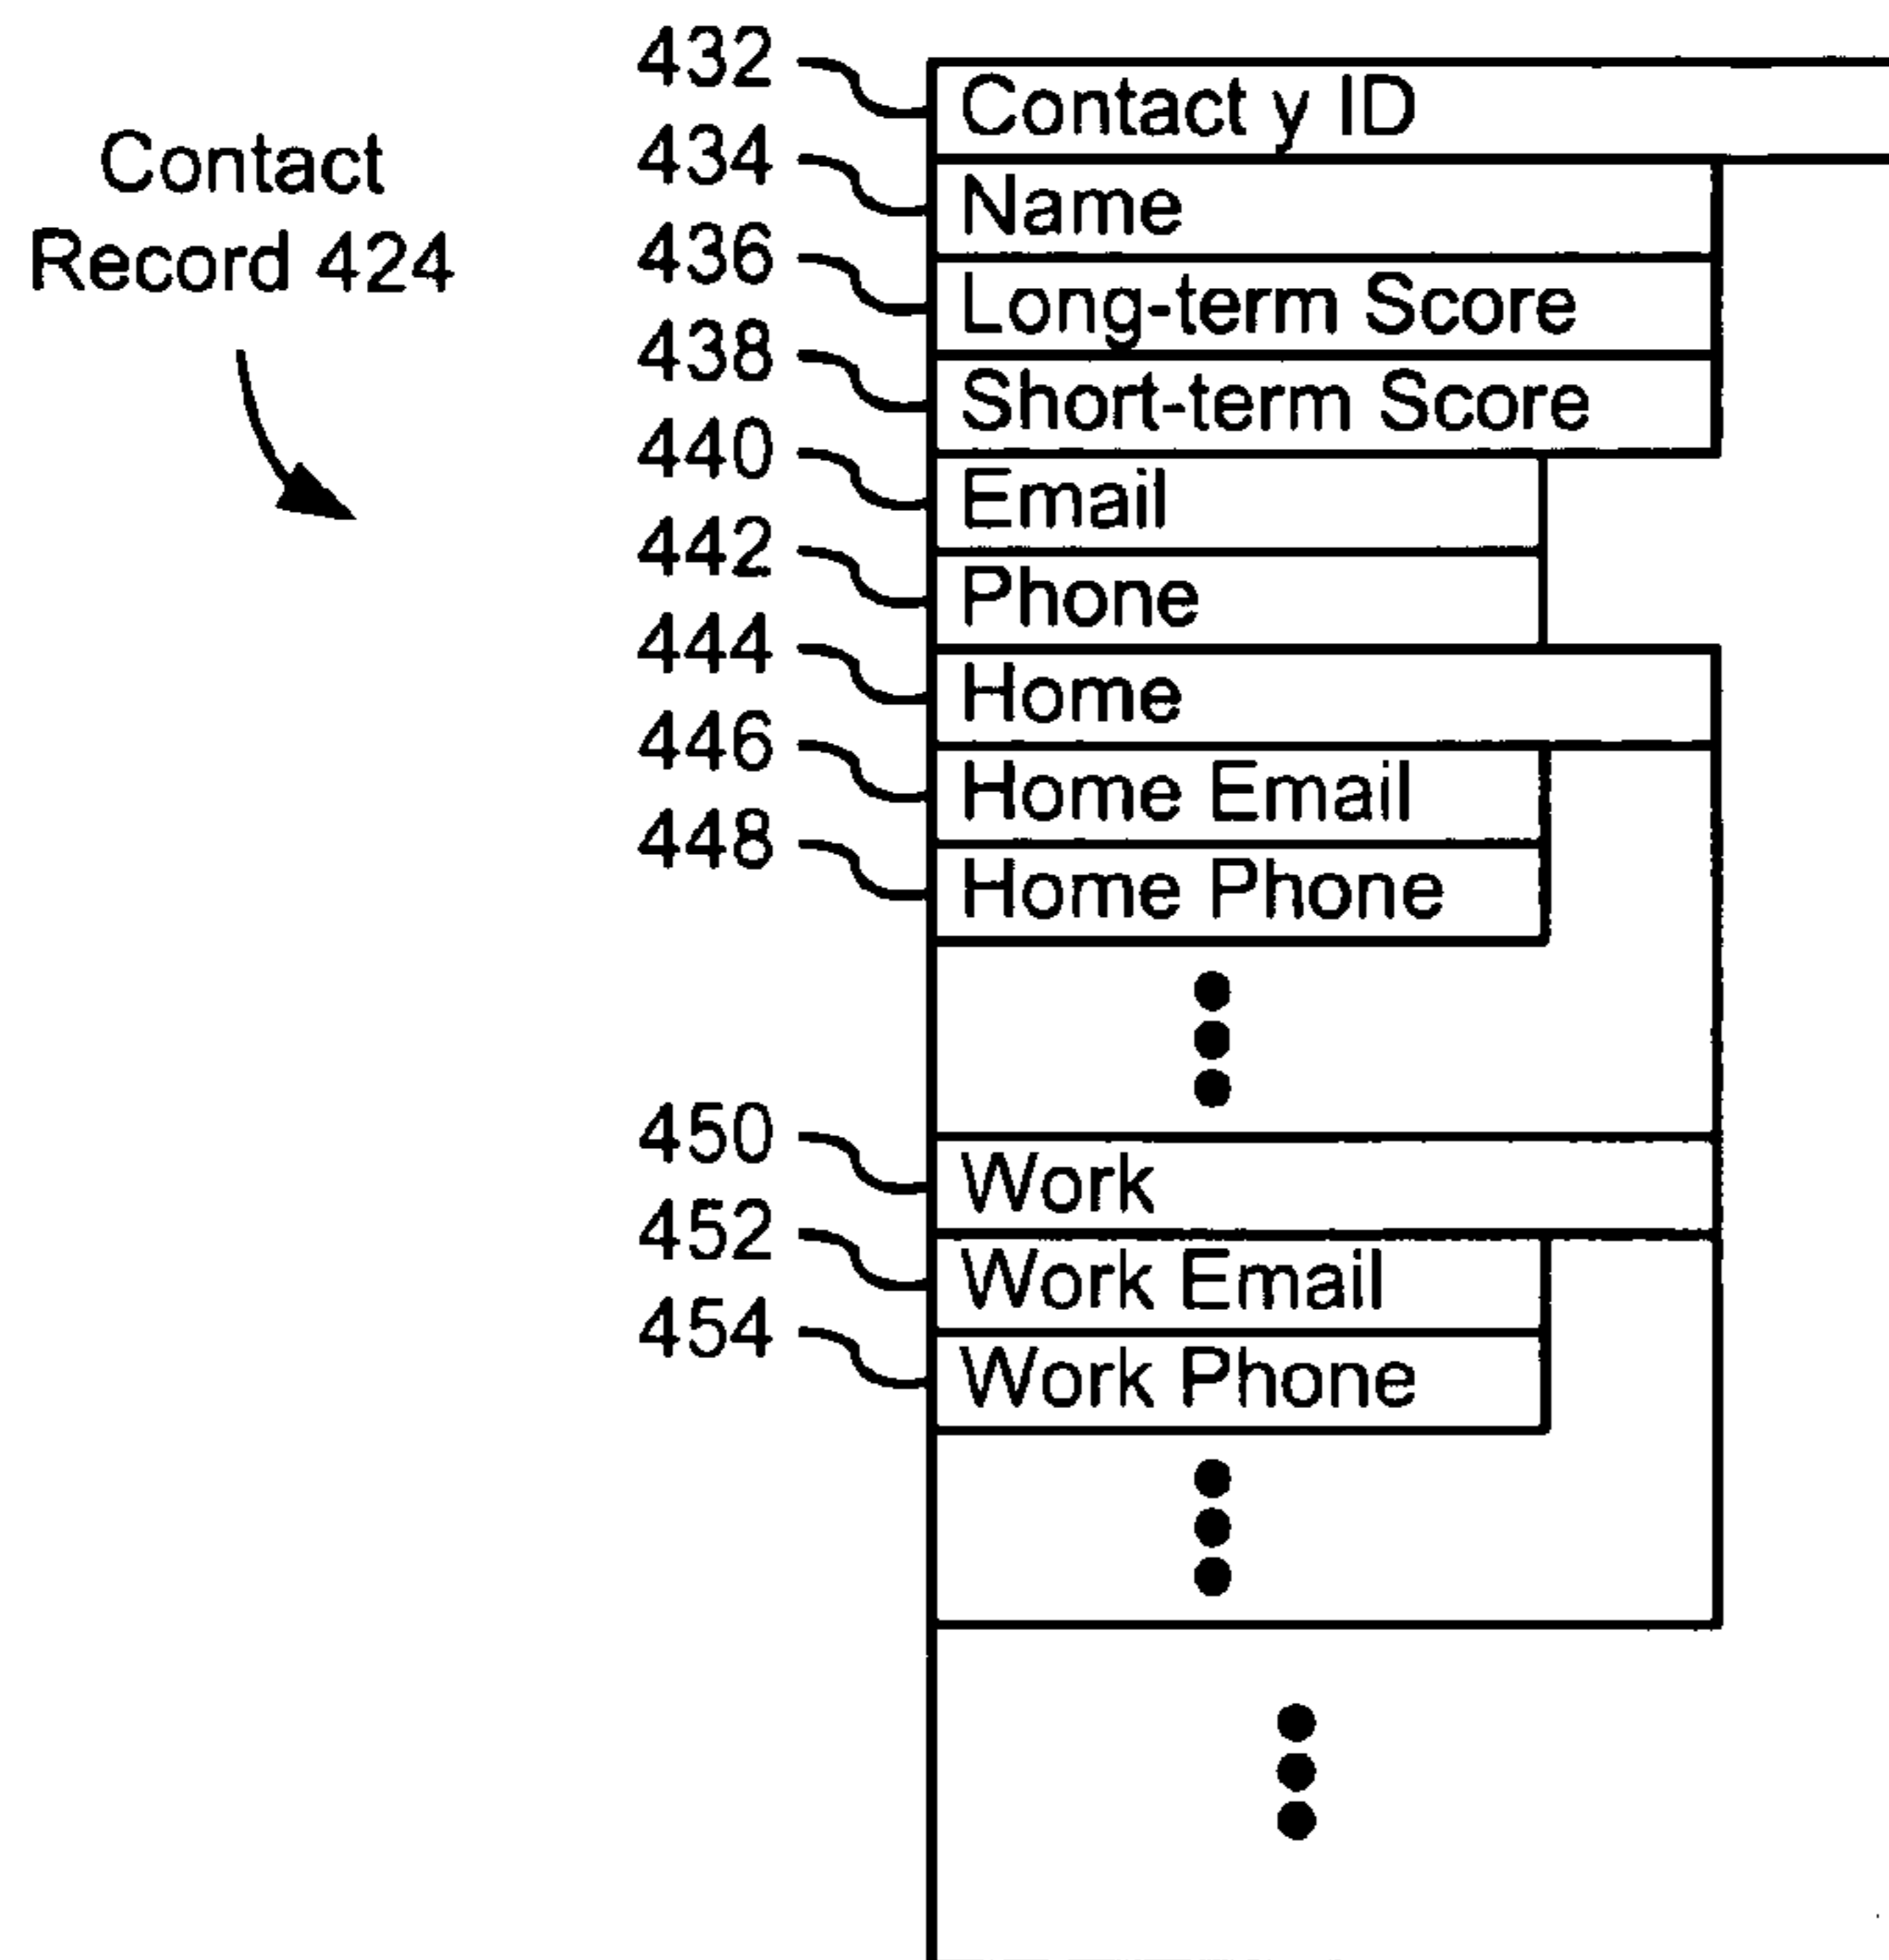 Contact
Record 424
432 Contact y ID
434 Name
436 Long-term Score
438 Short-term Score
440 Email
442 Phone
444 Home
446 Home Email
448 Home Phone
450 Work
452 Work Email
454 Work Phone